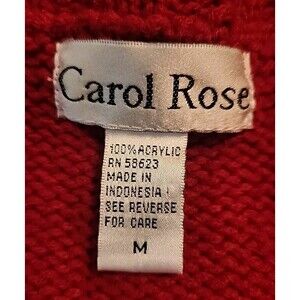 Carol Rose
100% ACRYLIC
RN 58623
MADE IN
INDONESIA
SEE REVERSE
FOR CARE
M